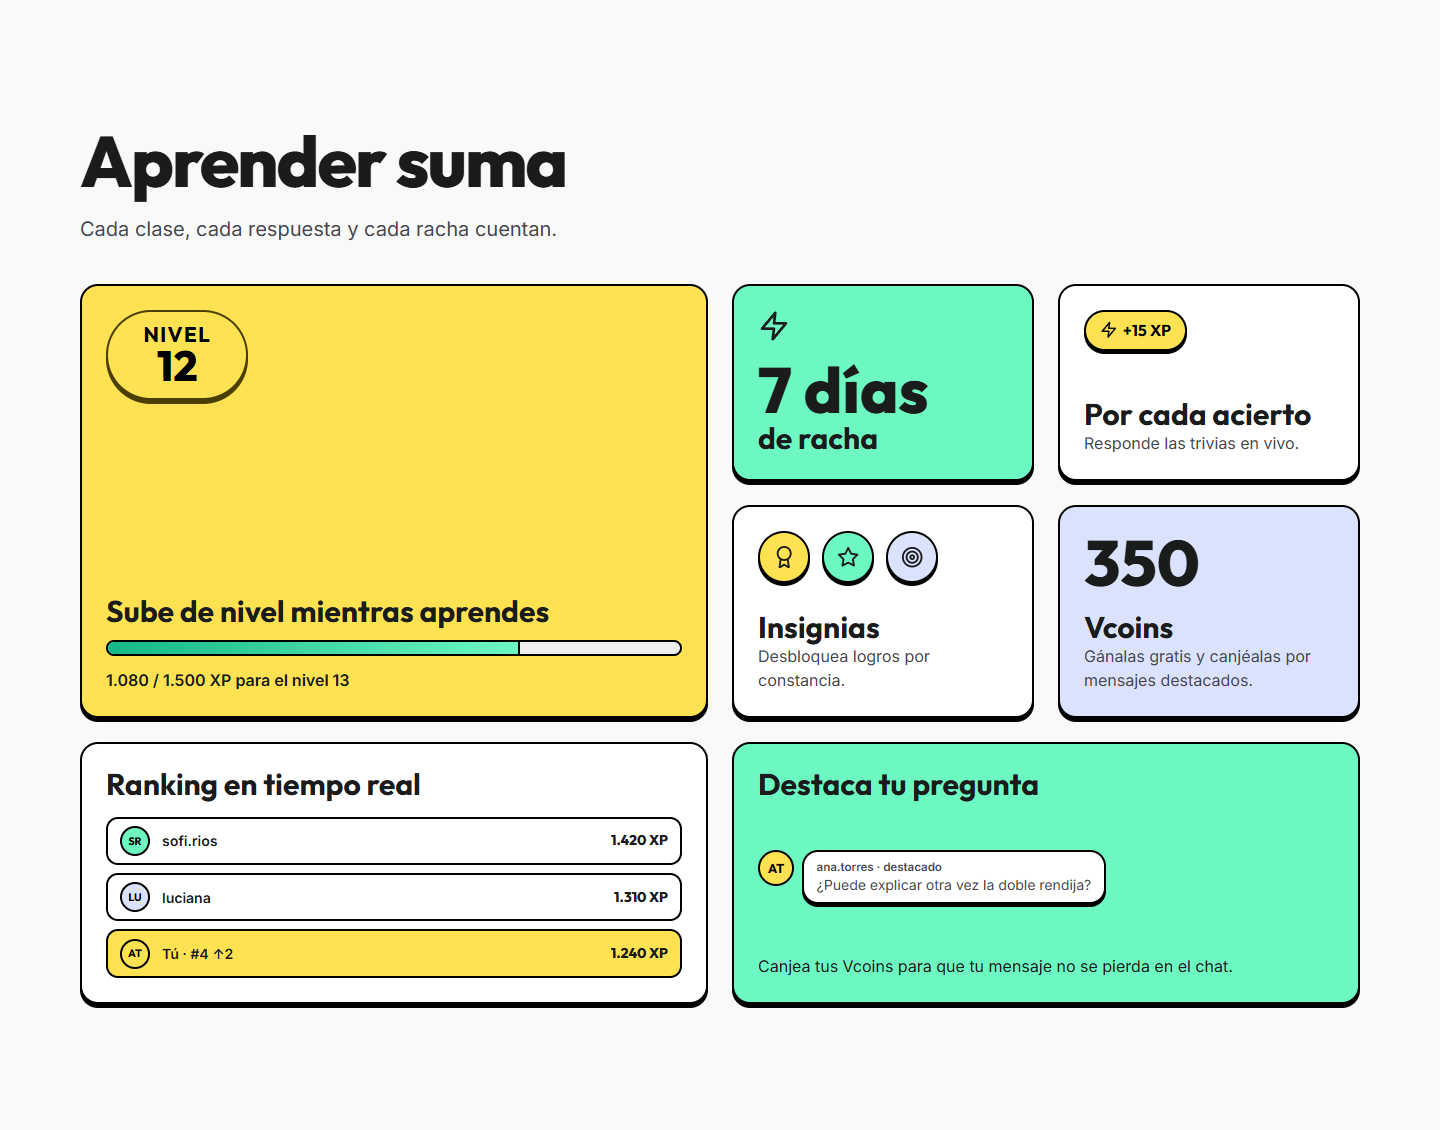 Aprender suma
Cada clase, cada respuesta y cada racha cuentan.
NIVEL
12
Sube de nivel mientras aprendes
1.080 / 1.500 XP para el nivel 13
7 días
de racha
+15 XP
Por cada acierto
Responde las trivias en vivo.
Insignias
Desbloquea logros por
constancia.
350
Vcoins
Gánalas gratis y canjéalas por
mensajes destacados.
Ranking en tiempo real
SR sofi.rios 1.420 XP
LU luciana 1.310 XP
AT Tú · #4 ↑2 1.240 XP
Destaca tu pregunta
AT
ana.torres · destacado
¿Puede explicar otra vez la doble rendija?
Canjea tus Vcoins para que tu mensaje no se pierda en el chat.